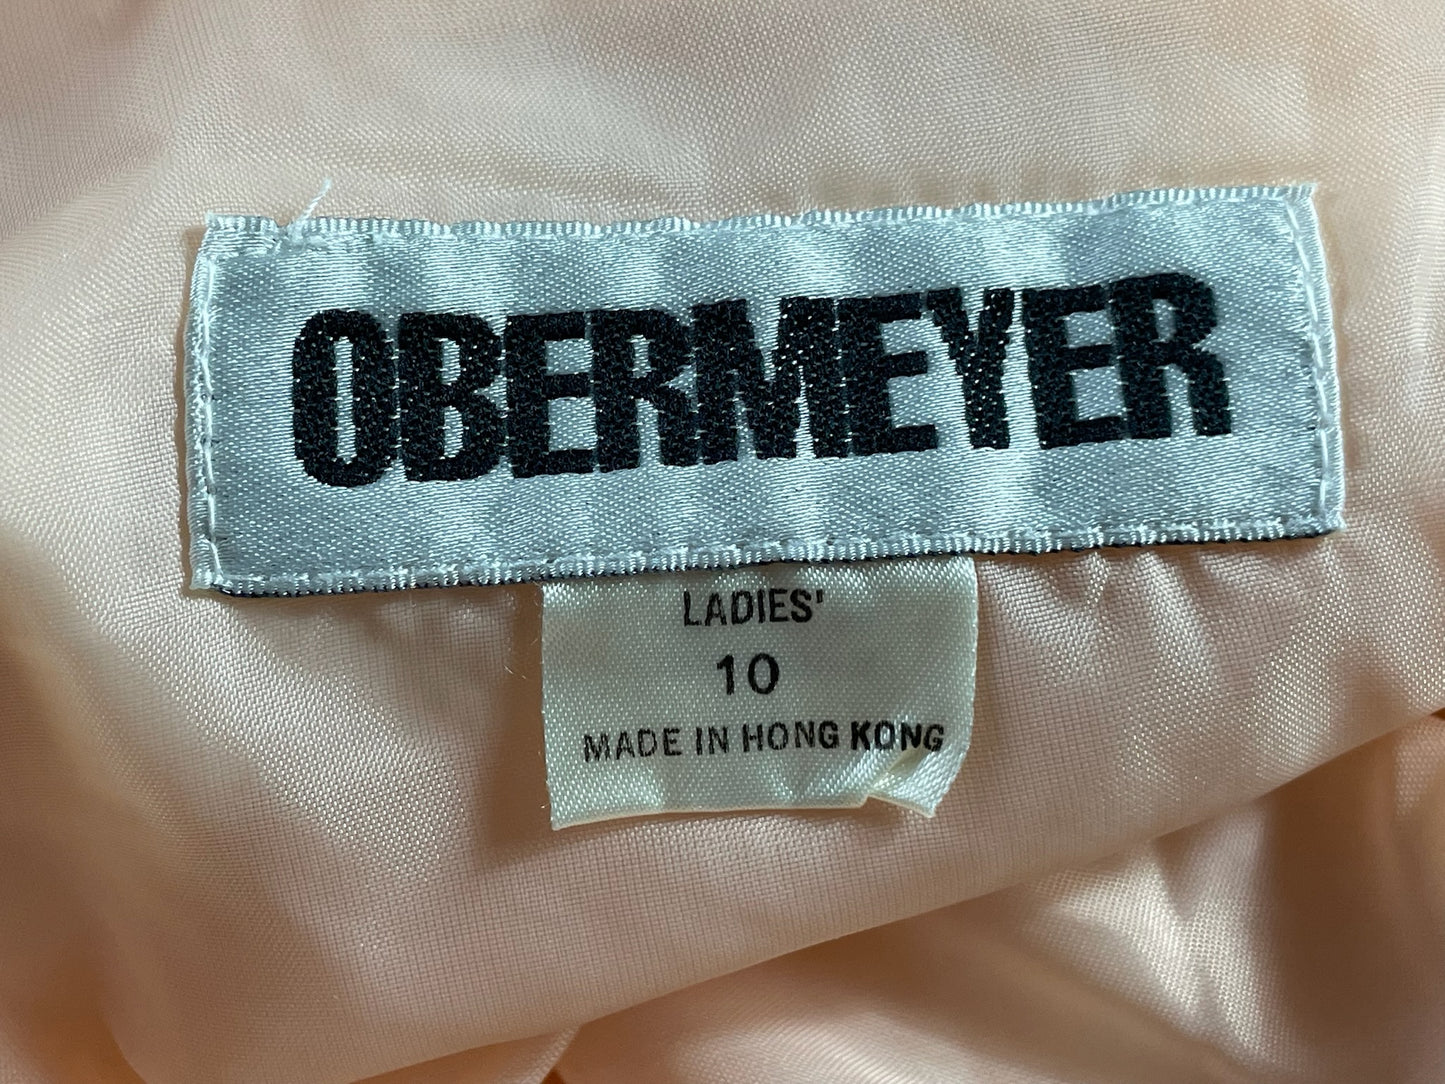 OBERMEYER
LADIES'
10
MADE IN HONG KONG